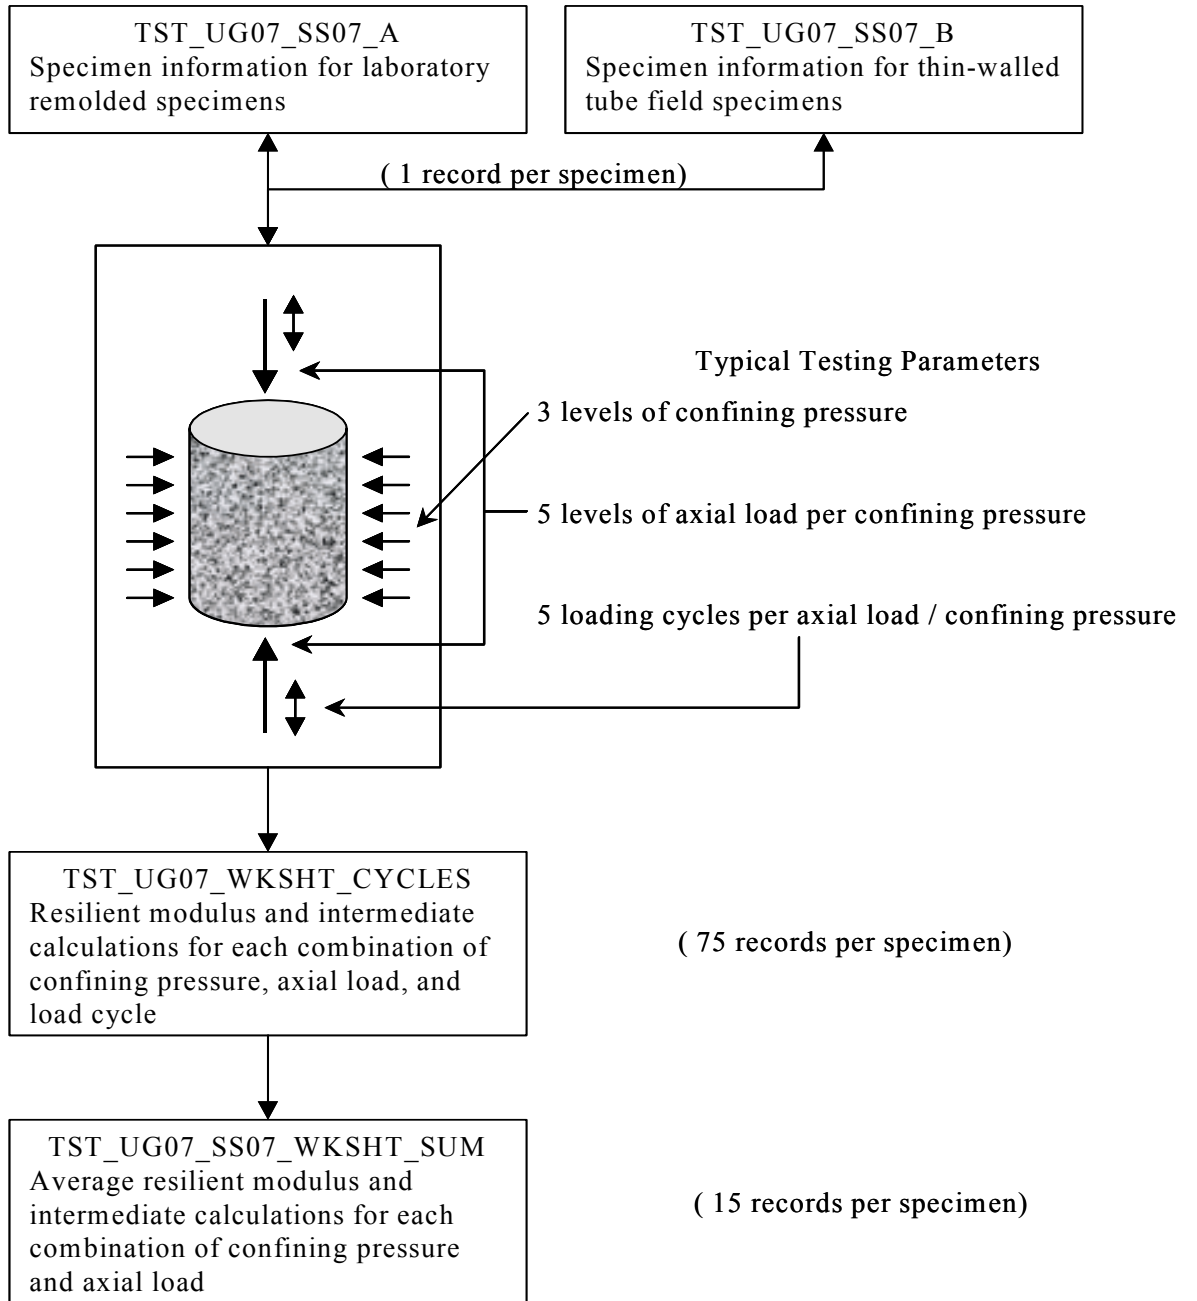 TST_UG07_SS07_A
Specimen information for laboratory
remolded specimens
TST_UG07_SS07_B
Specimen information for thin-walled
tube field specimens
( 1 record per specimen)
Typical Testing Parameters
3 levels of confining pressure
5 levels of axial load per confining pressure
5 loading cycles per axial load / confining pressure
TST_UG07_WKSHT_CYCLES
Resilient modulus and intermediate
calculations for each combination of
confining pressure, axial load, and
load cycle
( 75 records per specimen)
TST_UG07_SS07_WKSHT_SUM
Average resilient modulus and
intermediate calculations for each
combination of confining pressure
and axial load
( 15 records per specimen)